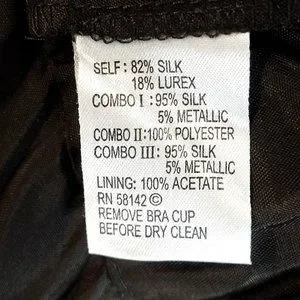 SELF : 82% SILK
18% LUREX
COMBO I : 95% SILK
5% METALLIC
COMBO II:100% POLYESTER
COMBO III: 95% SILK
5% METALLIC
LINING: 100% ACETATE
RN 58142 ©
REMOVE BRA CUP
BEFORE DRY CLEAN